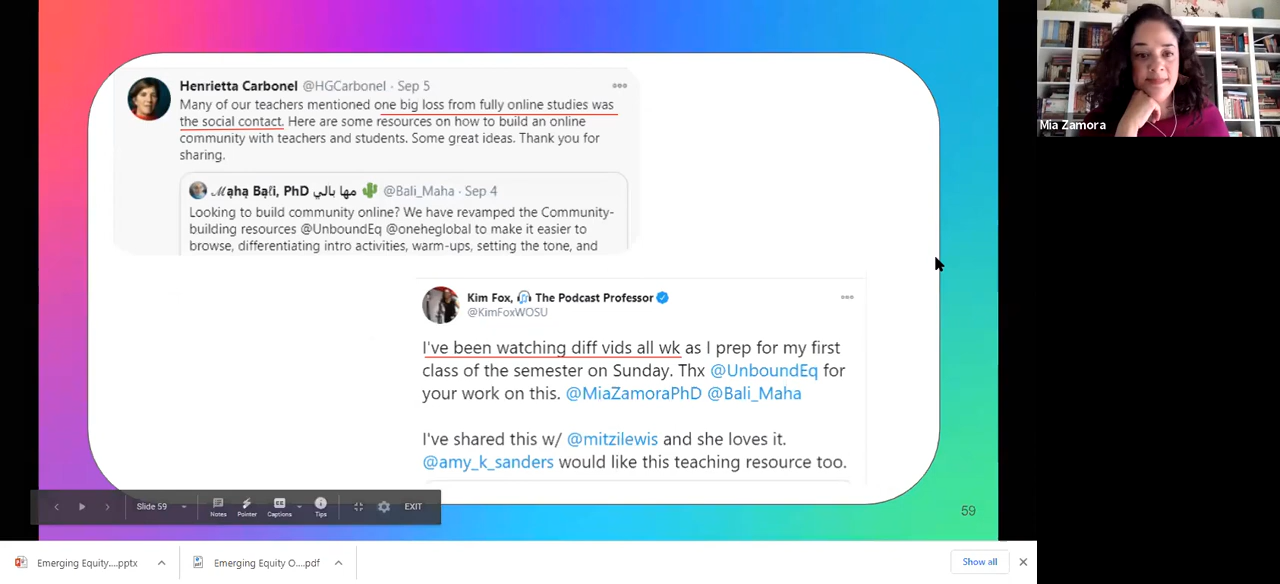 Henrietta Carbonel @HGCarbonel · Sep 5
Many of our teachers mentioned one big loss from fully online studies was
the social contact. Here are some resources on how to build an online
community with teachers and students. Some great ideas. Thank you for
sharing.
Ḿạhạ Bạłi, PhD مها بالي 🌵 @Bali_Maha · Sep 4
Looking to build community online? We have revamped the Community-
building resources @UnboundEq @oneheglobal to make it easier to
browse, differentiating intro activities, warm-ups, setting the tone, and
Kim Fox, 🎧 The Podcast Professor
@KimFoxWOSU
I've been watching diff vids all wk as I prep for my first
class of the semester on Sunday. Thx @UnboundEq for
your work on this. @MiaZamoraPhD @Bali_Maha
I've shared this w/ @mitzilewis and she loves it.
@amy_k_sanders would like this teaching resource too.
Slide 59
Notes
Pointer
Captions
Tips
EXIT
59
Mia Zamora
Emerging Equity....pptx
Emerging Equity O....pdf
Show all